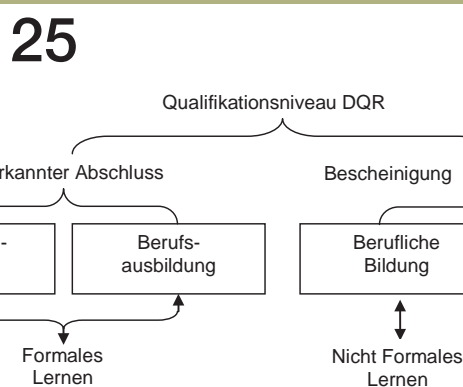 25
Qualifikationsniveau DQR
rkannter Abschluss
Bescheinigung
-
Berufs-
ausbildung
Berufliche
Bildung
Formales
Lernen
Nicht Formales
Lernen